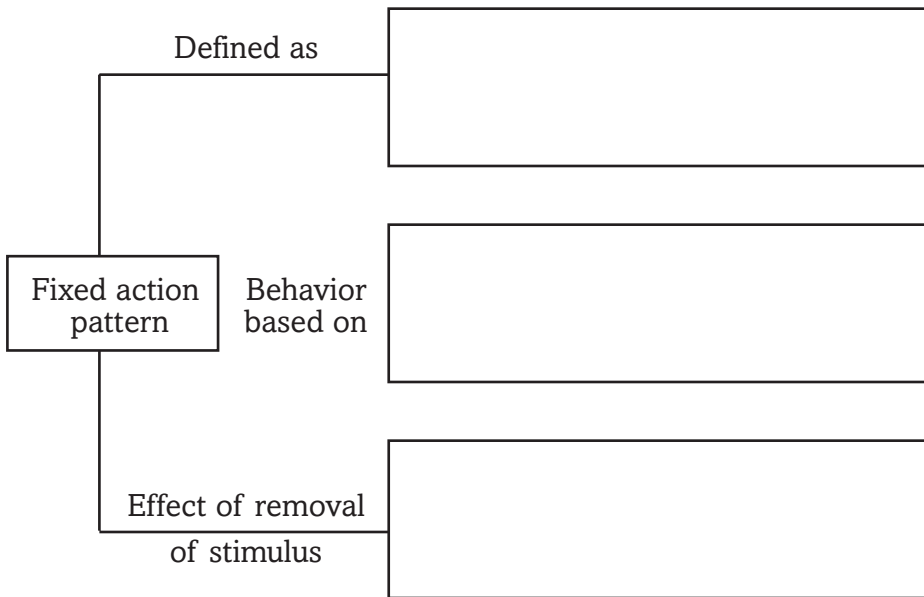 Defined as
Fixed action
pattern
Behavior
based on
Effect of removal
of stimulus